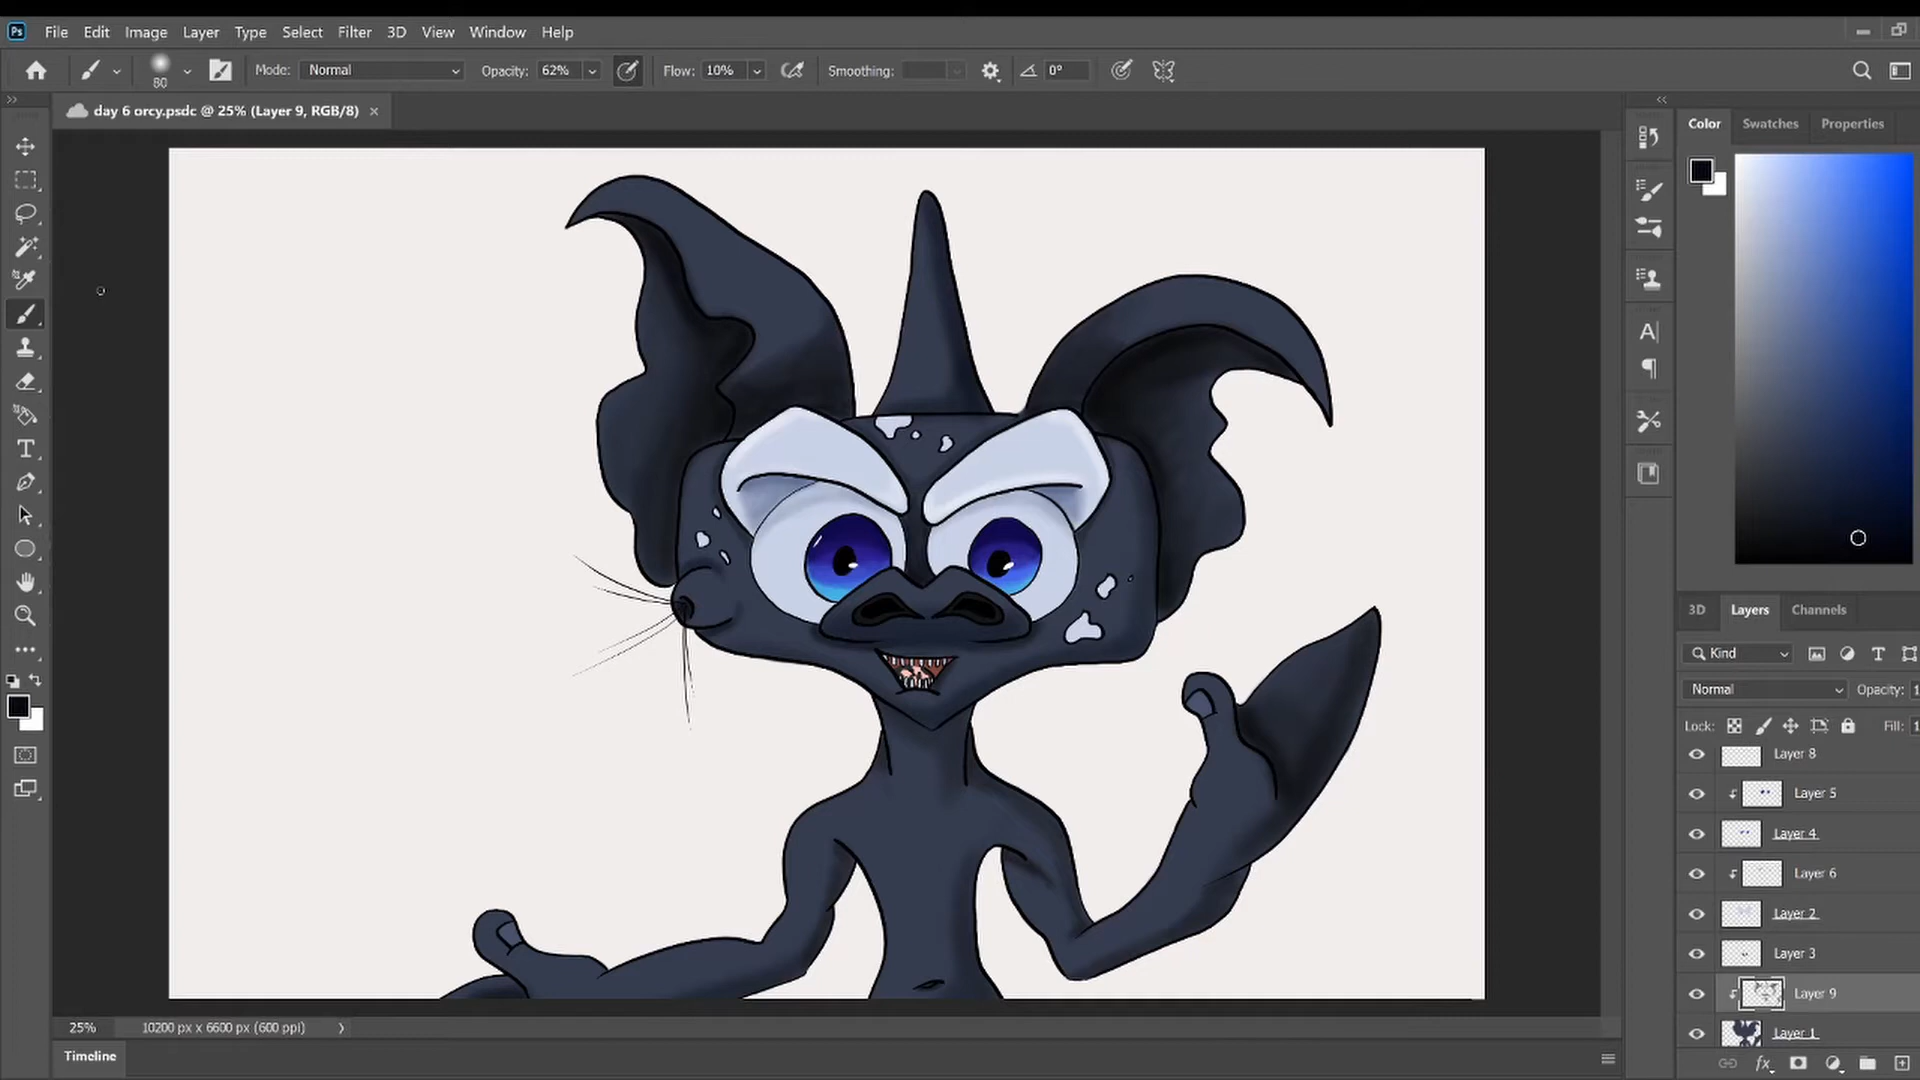 Ps File Edit Image Layer Type Select Filter 3D View Window Help
80 Mode: Normal Opacity: 62% Flow: 10% Smoothing: 0°
day 6 orcy.psdc @ 25% (Layer 9, RGB/8)
Color Swatches Properties
3D Layers Channels
Kind
Normal Opacity: 1
Lock: Fill: 1
Layer 8
Layer 5
Layer 4
Layer 6
Layer 2
Layer 3
Layer 9
Layer 1
25% 10200 px x 6600 px (600 ppi)
Timeline